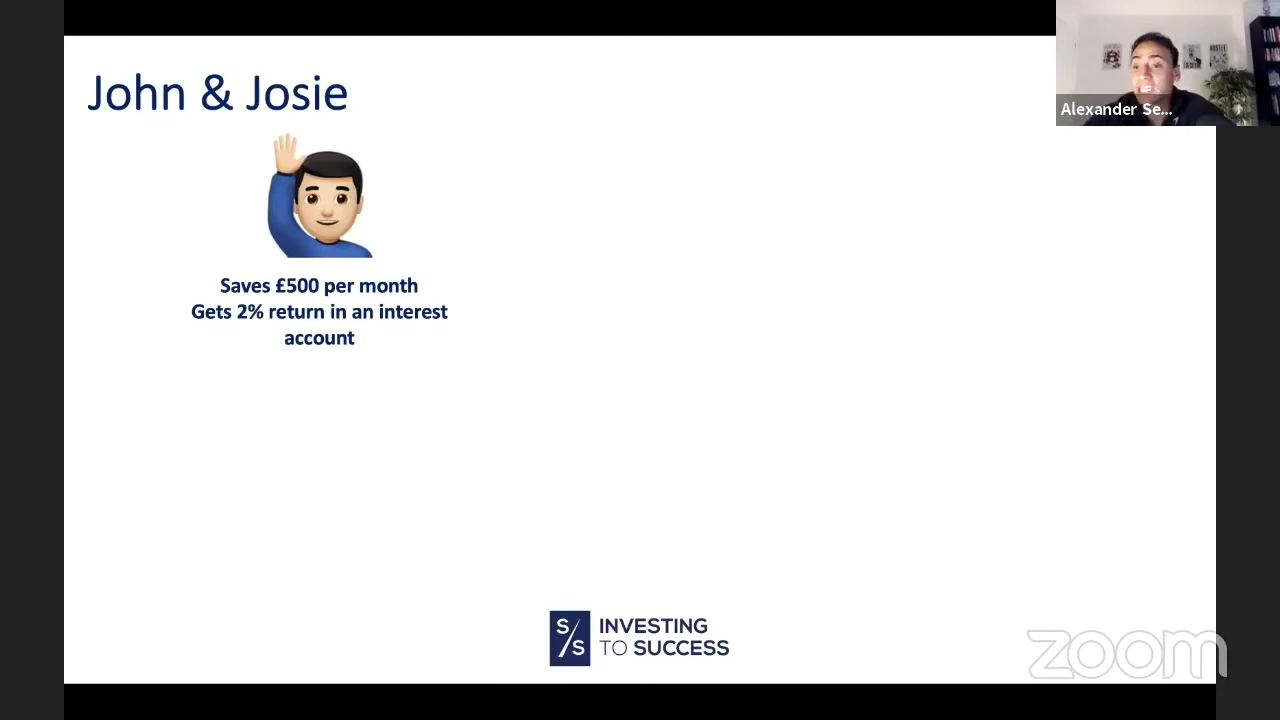 John & Josie
Alexander Se...
Saves £500 per month
Gets 2% return in an interest
account
S/S
INVESTING
TO SUCCESS
zoom